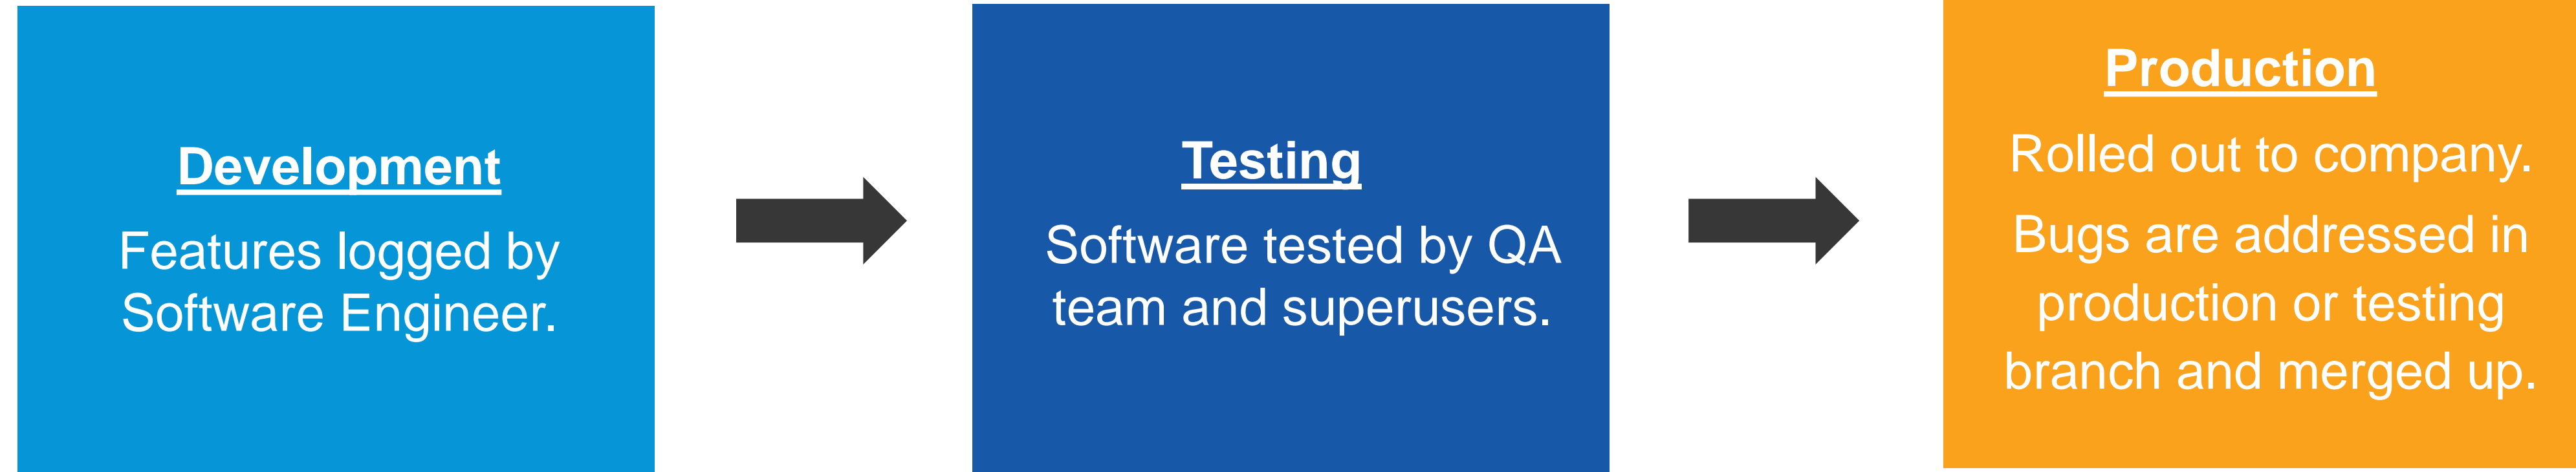 Development
Features logged by
Software Engineer.
Testing
Software tested by QA
team and superusers.
Production
Rolled out to company.
Bugs are addressed in
production or testing
branch and merged up.